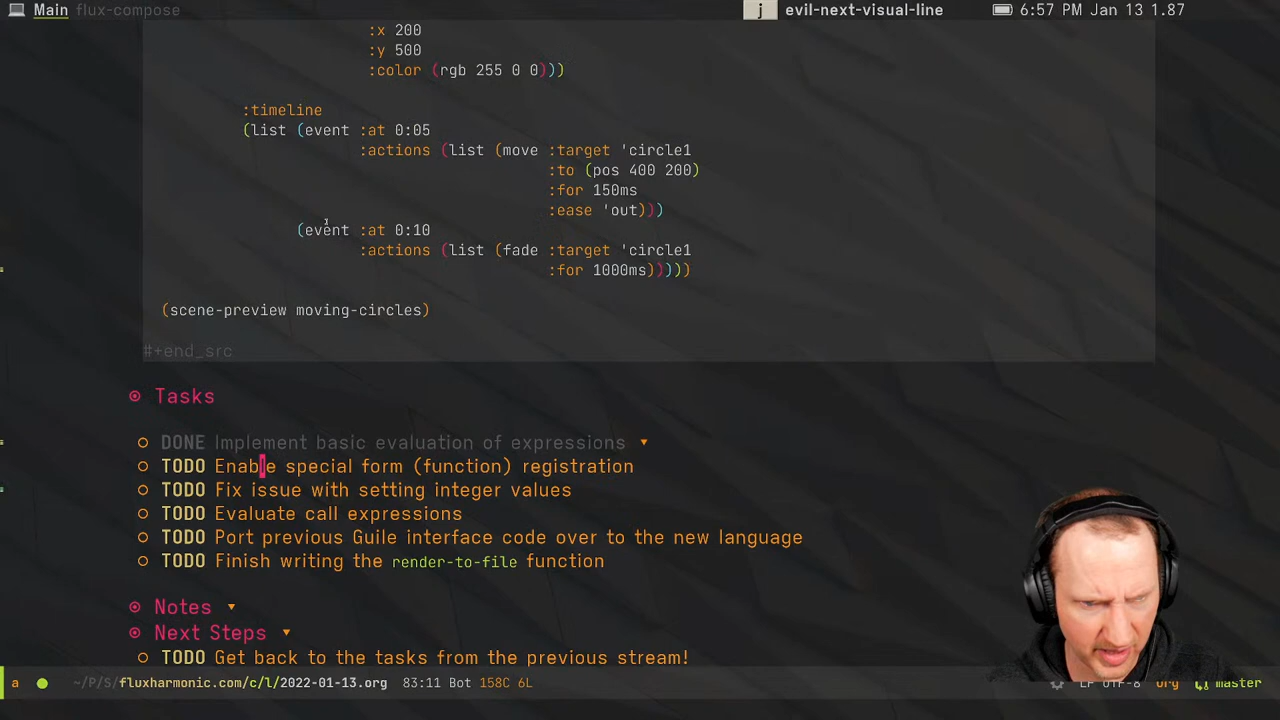 Main flux-compose j evil-next-visual-line 6:57 PM Jan 13 1.87
:x 200
:y 500
:color (rgb 255 0 0)))
:timeline
(list (event :at 0:05
:actions (list (move :target 'circle1
:to (pos 400 200)
:for 150ms
:ease 'out)))
(event :at 0:10
:actions (list (fade :target 'circle1
:for 1000ms)))))
(scene-preview moving-circles)
#+end_src
Tasks
DONE Implement basic evaluation of expressions
TODO Enable special form (function) registration
TODO Fix issue with setting integer values
TODO Evaluate call expressions
TODO Port previous Guile interface code over to the new language
TODO Finish writing the render-to-file function
Notes
Next Steps
TODO Get back to the tasks from the previous stream!
a ~/P/S/fluxharmonic.com/c/l/2022-01-13.org 83:11 Bot 158C 6L LF UTF-8 org master